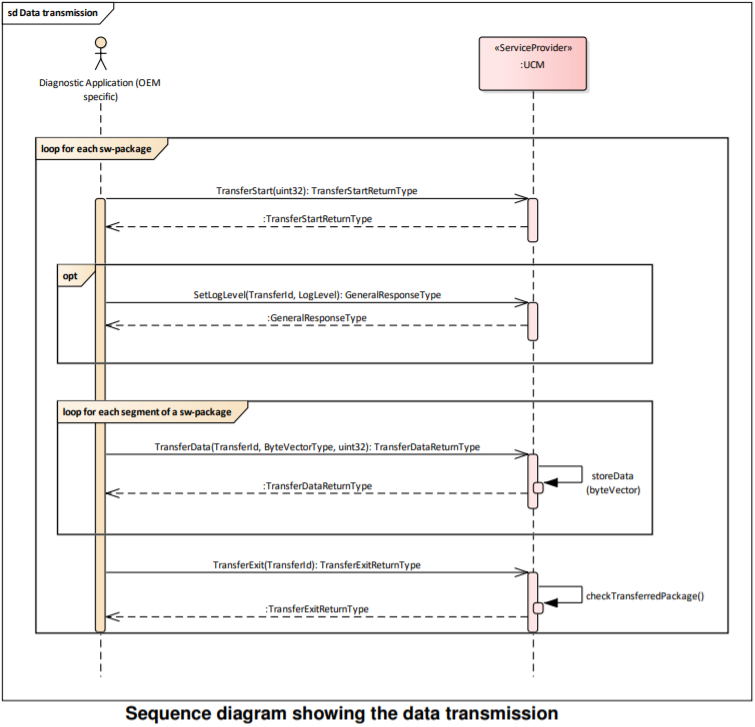 sd Data transmission
«ServiceProvider»
:UCM
Diagnostic Application (OEM
specific)
loop for each sw-package
TransferStart(uint32): TransferStartReturnType
:TransferStartReturnType
opt
SetLogLevel(TransferId, LogLevel): GeneralResponseType
:GeneralResponseType
loop for each segment of a sw-package
TransferData(TransferId, ByteVectorType, uint32): TransferDataReturnType
storeData
(byteVector)
:TransferDataReturnType
TransferExit(TransferId): TransferExitReturnType
checkTransferredPackage()
:TransferExitReturnType
Sequence diagram showing the data transmission